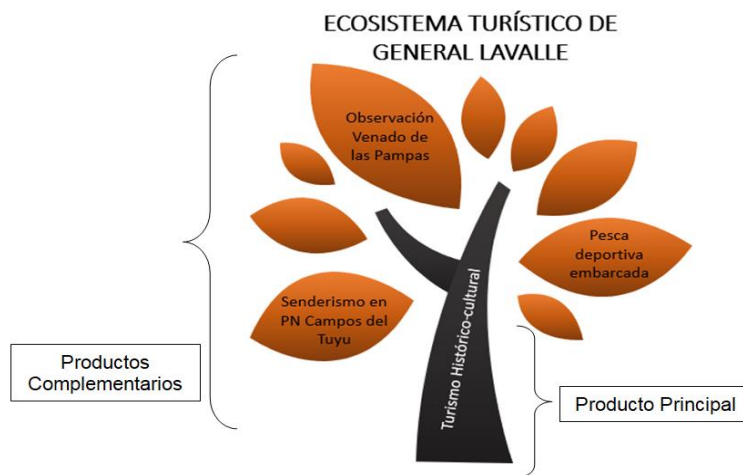 ECOSISTEMA TURÍSTICO DE
GENERAL LAVALLE
Observación
Venado de
las Pampas
Pesca
deportiva
embarcada
Senderismo en
PN Campos del
Tuyu
Turismo Histórico-cultural
Productos
Complementarios
Producto Principal